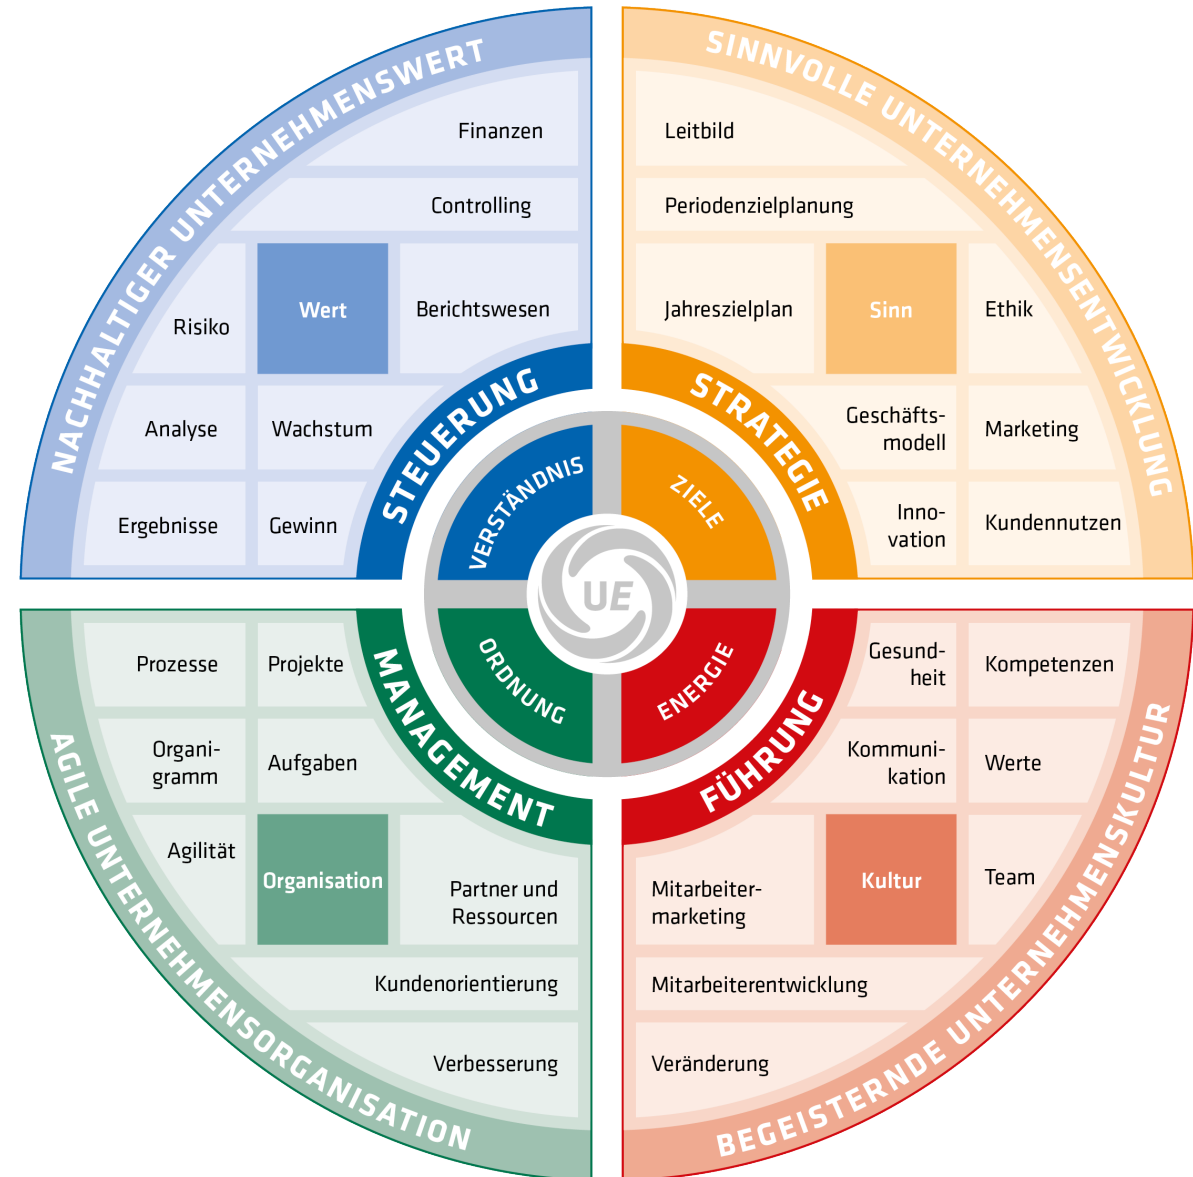 NACHHALTIGER UNTERNEHMENSWERT
Finanzen
Controlling
Risiko
Wert
Berichtswesen
Analyse
Wachstum
Ergebnisse
Gewinn
STEUERUNG
VERSTÄNDNIS
SINNVOLLE UNTERNEHMENSENTWICKLUNG
Leitbild
Periodenzielplanung
Jahreszielplan
Sinn
Ethik
Geschäfts-
modell
Marketing
Inno-
vation
Kundennutzen
STRATEGIE
ZIELE
UE
Prozesse
Projekte
Organi-
gramm
Aufgaben
Agilität
Organisation
Partner und
Ressourcen
Kundenorientierung
Verbesserung
MANAGEMENT
ORDNUNG
AGILE UNTERNEHMENSORGANISATION
ENERGIE
FÜHRUNG
Gesund-
heit
Kompetenzen
Kommuni-
kation
Werte
Mitarbeiter-
marketing
Kultur
Team
Mitarbeiterentwicklung
Veränderung
BEGEISTERNDE UNTERNEHMENSKULTUR